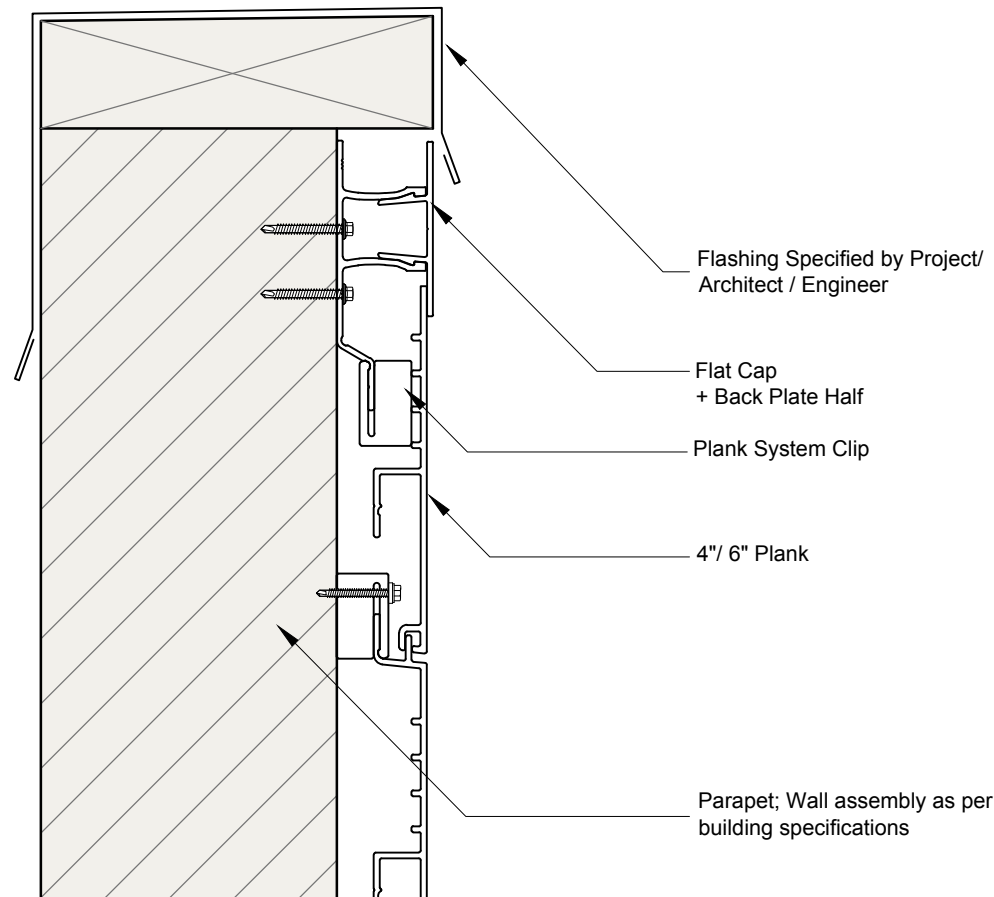 Flashing Specified by Project/
Architect / Engineer
Flat Cap
+ Back Plate Half
Plank System Clip
4"/ 6" Plank
Parapet; Wall assembly as per
building specifications